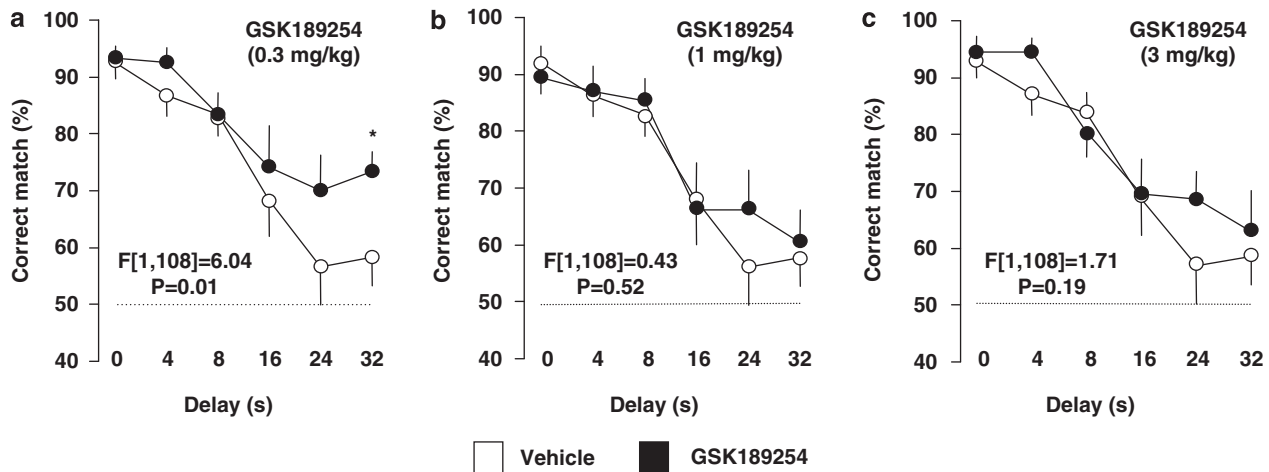 a
GSK189254
(0.3 mg/kg)
Correct match (%)
100
90
80
70
60
50
40
*
F[1,108]=6.04
P=0.01
0 4 8 16 24 32
Delay (s)
b
GSK189254
(1 mg/kg)
Correct match (%)
100
90
80
70
60
50
40
F[1,108]=0.43
P=0.52
0 4 8 16 24 32
Delay (s)
c
GSK189254
(3 mg/kg)
Correct match (%)
100
90
80
70
60
50
40
F[1,108]=1.71
P=0.19
0 4 8 16 24 32
Delay (s)
Vehicle GSK189254